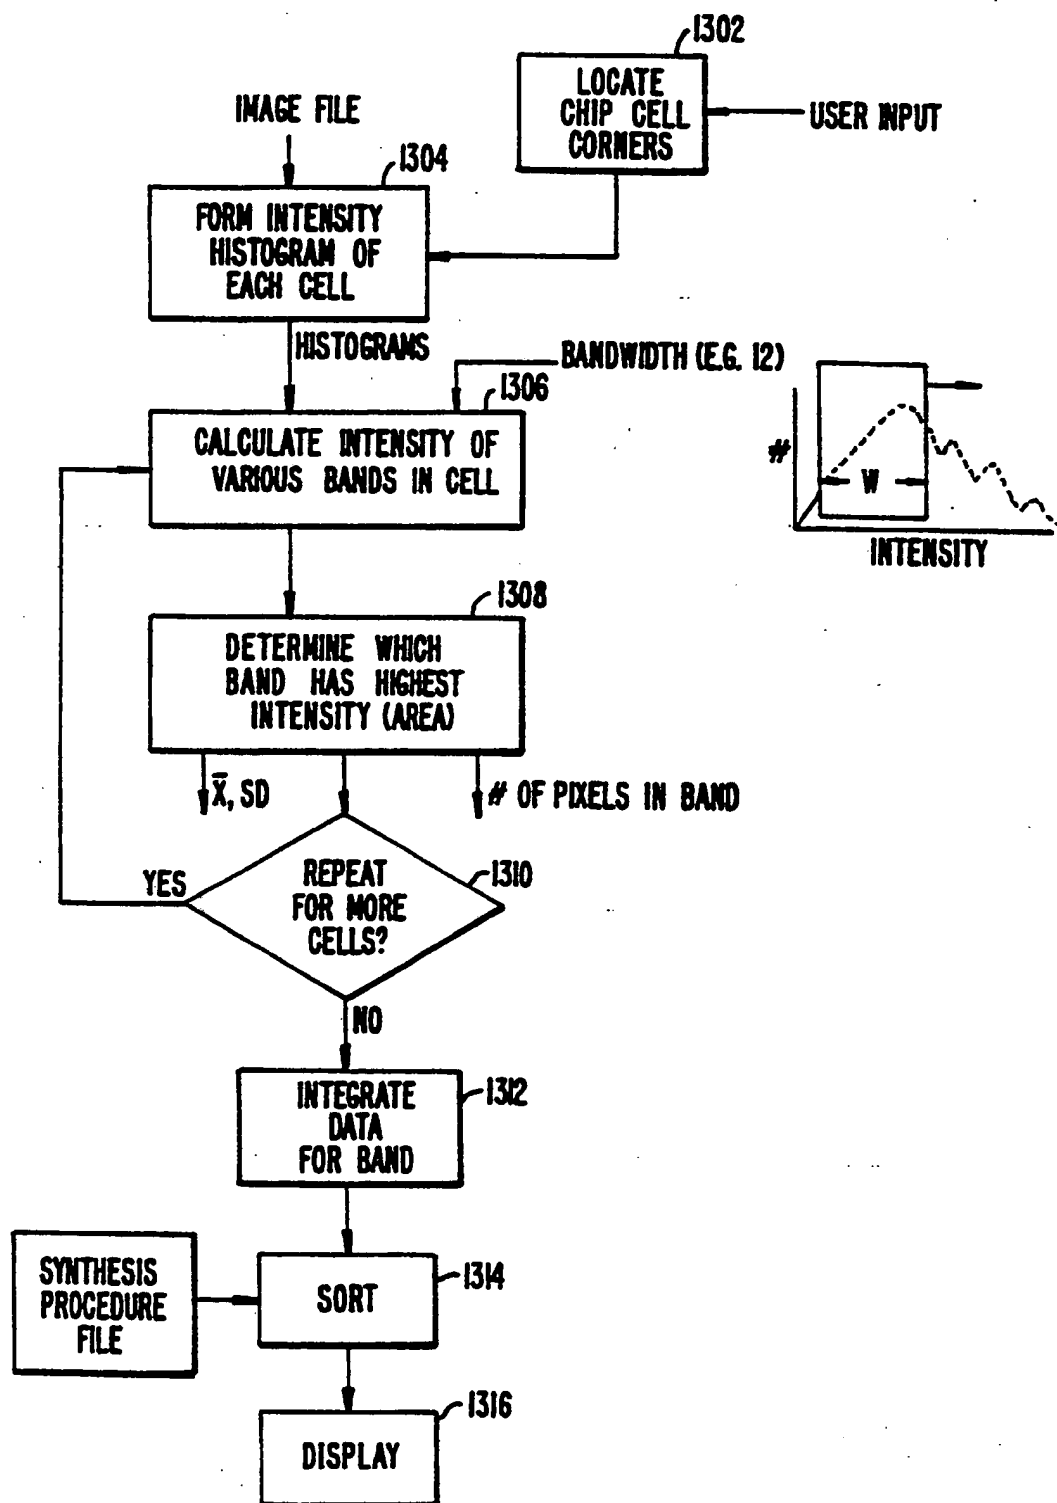 1302
LOCATE
CHIP CELL
CORNERS
USER INPUT
IMAGE FILE
1304
FORM INTENSITY
HISTOGRAM OF
EACH CELL
HISTOGRAMS
BANDWIDTH (E.G. 12)
1306
CALCULATE INTENSITY OF
VARIOUS BANDS IN CELL
#
W
INTENSITY
1308
DETERMINE WHICH
BAND HAS HIGHEST
INTENSITY (AREA)
X̄, SD
# OF PIXELS IN BAND
YES
REPEAT
FOR MORE
CELLS?
1310
NO
INTEGRATE
DATA
FOR BAND
1312
SYNTHESIS
PROCEDURE
FILE
SORT
1314
1316
DISPLAY